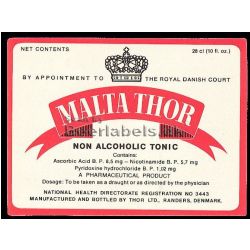 NET CONTENTS 28 cl (10 fl. oz.)
BY APPOINTMENT TO THE ROYAL DANISH COURT
MALTA THOR
NON ALCOHOLIC TONIC
Contains:
Ascorbic Acid B. P. 6,5 mg – Nicotinamide B. P. 5,7 mg
Pyridoxine hydrochloride B. P. 1,02 mg
A PHARMACEUTICAL PRODUCT
Dosage: To be taken as a draught or as directed by the physician
NATIONAL HEALTH DIRECTORATE REGISTRATION NO 3443
MANUFACTURED AND BOTTLED BY THOR LTD., RANDERS, DENMARK.